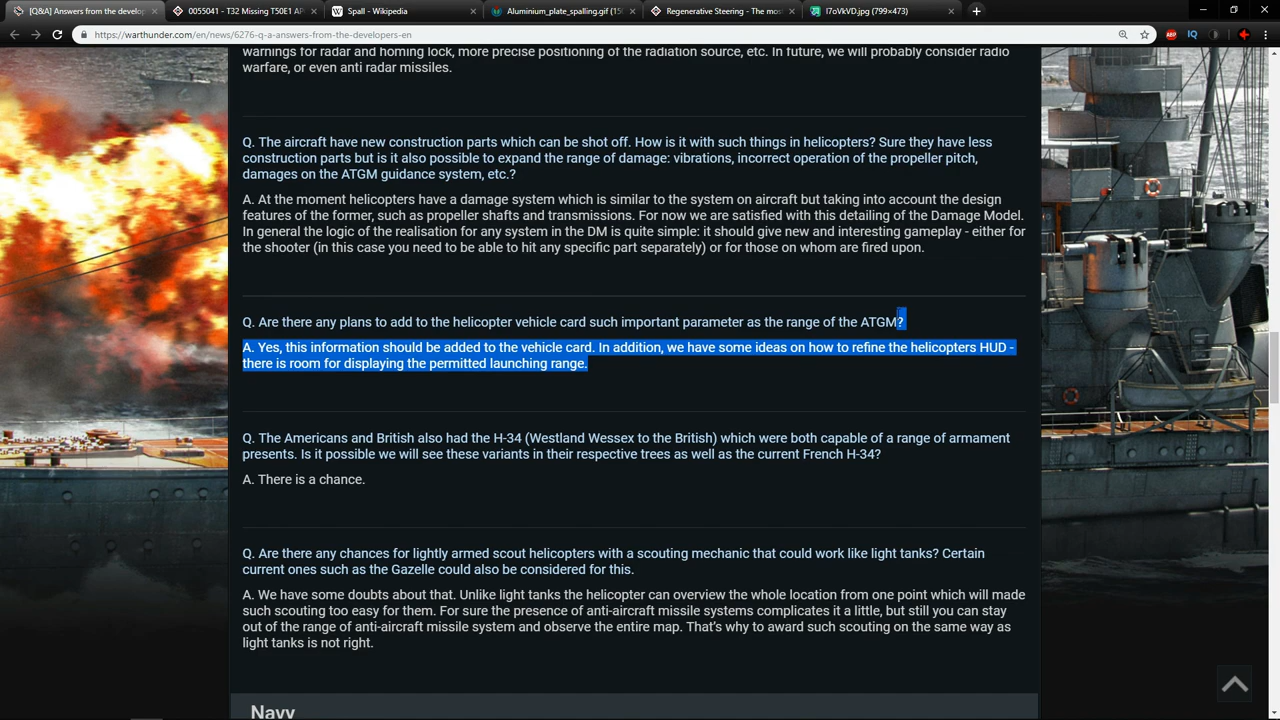 [Q&A] Answers from the develop
0055041 - T32 Missing T50E1 AP
Spall - Wikipedia
Aluminium_plate_spalling.gif (15
Regenerative Steering - The mos
I7oVkVD.jpg (799×433)
https://warthunder.com/en/news/6276-q-a-answers-from-the-developers-en
ABP
IQ
warnings for radar and homing lock, more precise positioning of the radiation source, etc. In future, we will probably consider radio
warfare, or even anti radar missiles.
Q. The aircraft have new construction parts which can be shot off. How is it with such things in helicopters? Sure they have less
construction parts but is it also possible to expand the range of damage: vibrations, incorrect operation of the propeller pitch,
damages on the ATGM guidance system, etc.?
A. At the moment helicopters have a damage system which is similar to the system on aircraft but taking into account the design
features of the former, such as propeller shafts and transmissions. For now we are satisfied with this detailing of the Damage Model.
In general the logic of the realisation for any system in the DM is quite simple: it should give new and interesting gameplay - either for
the shooter (in this case you need to be able to hit any specific part separately) or for those on whom are fired upon.
Q. Are there any plans to add to the helicopter vehicle card such important parameter as the range of the ATGM?
A. Yes, this information should be added to the vehicle card. In addition, we have some ideas on how to refine the helicopters HUD -
there is room for displaying the permitted launching range.
Q. The Americans and British also had the H-34 (Westland Wessex to the British) which were both capable of a range of armament
presents. Is it possible we will see these variants in their respective trees as well as the current French H-34?
A. There is a chance.
Q. Are there any chances for lightly armed scout helicopters with a scouting mechanic that could work like light tanks? Certain
current ones such as the Gazelle could also be considered for this.
A. We have some doubts about that. Unlike light tanks the helicopter can overview the whole location from one point which will made
such scouting too easy for them. For sure the presence of anti-aircraft missile systems complicates it a little, but still you can stay
out of the range of anti-aircraft missile system and observe the entire map. That's why to award such scouting on the same way as
light tanks is not right.
Navy